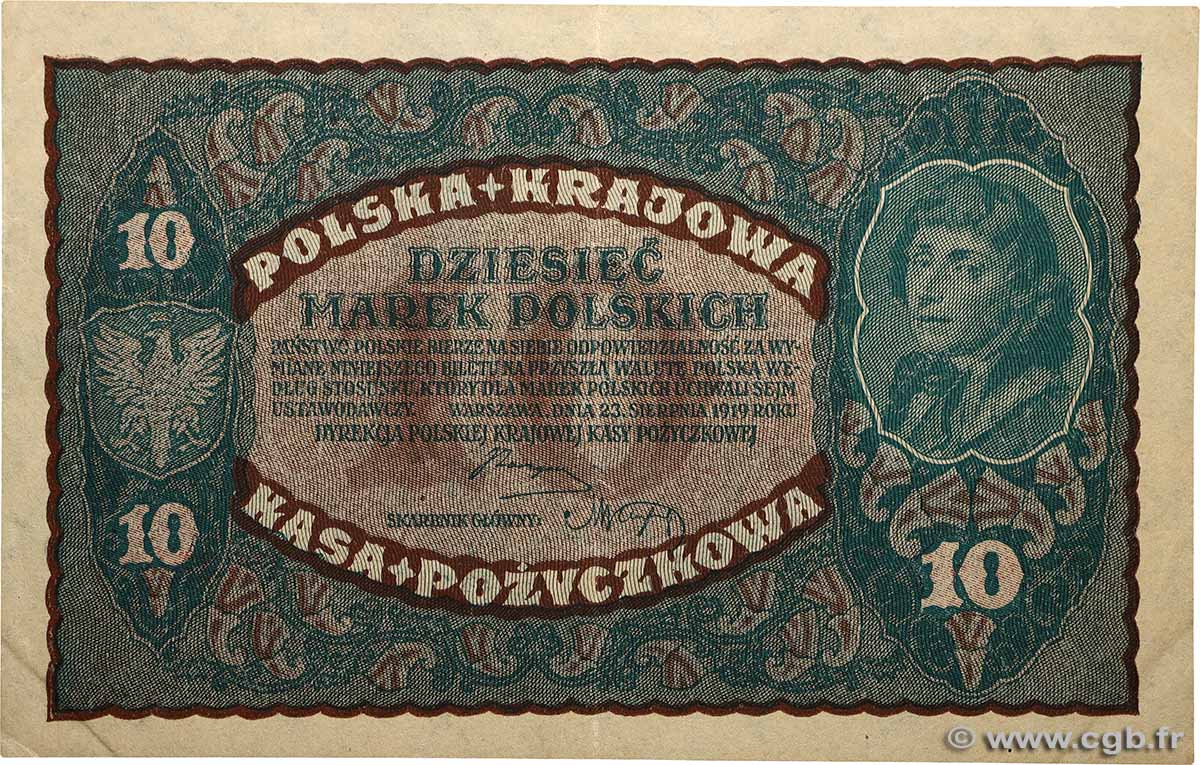 POLSKA + KRAJOWA
10
DZIESIĘĆ
MAREK POLSKICH
PAŃSTWO POLSKIE BIERZE NA SIEBIE ODPOWIEDZIALNOŚĆ ZA WY-
MIANĘ NINIEJSZEGO BILETU NA PRZYSZŁĄ WALUTĘ POLSKĄ WE-
DŁUG STOSUNKU, KTÓRY DLA MAREK POLSKICH UCHWALI SEJM
USTAWODAWCZY. WARSZAWA, DNIA 23. SIERPNIA 1919 ROKU
DYREKCJA POLSKIEJ KRAJOWEJ KASY POŻYCZKOWEJ
SKARBNIK GŁÓWNY:
10
KASA + POŻYCZKOWA
10
© www.cgb.fr